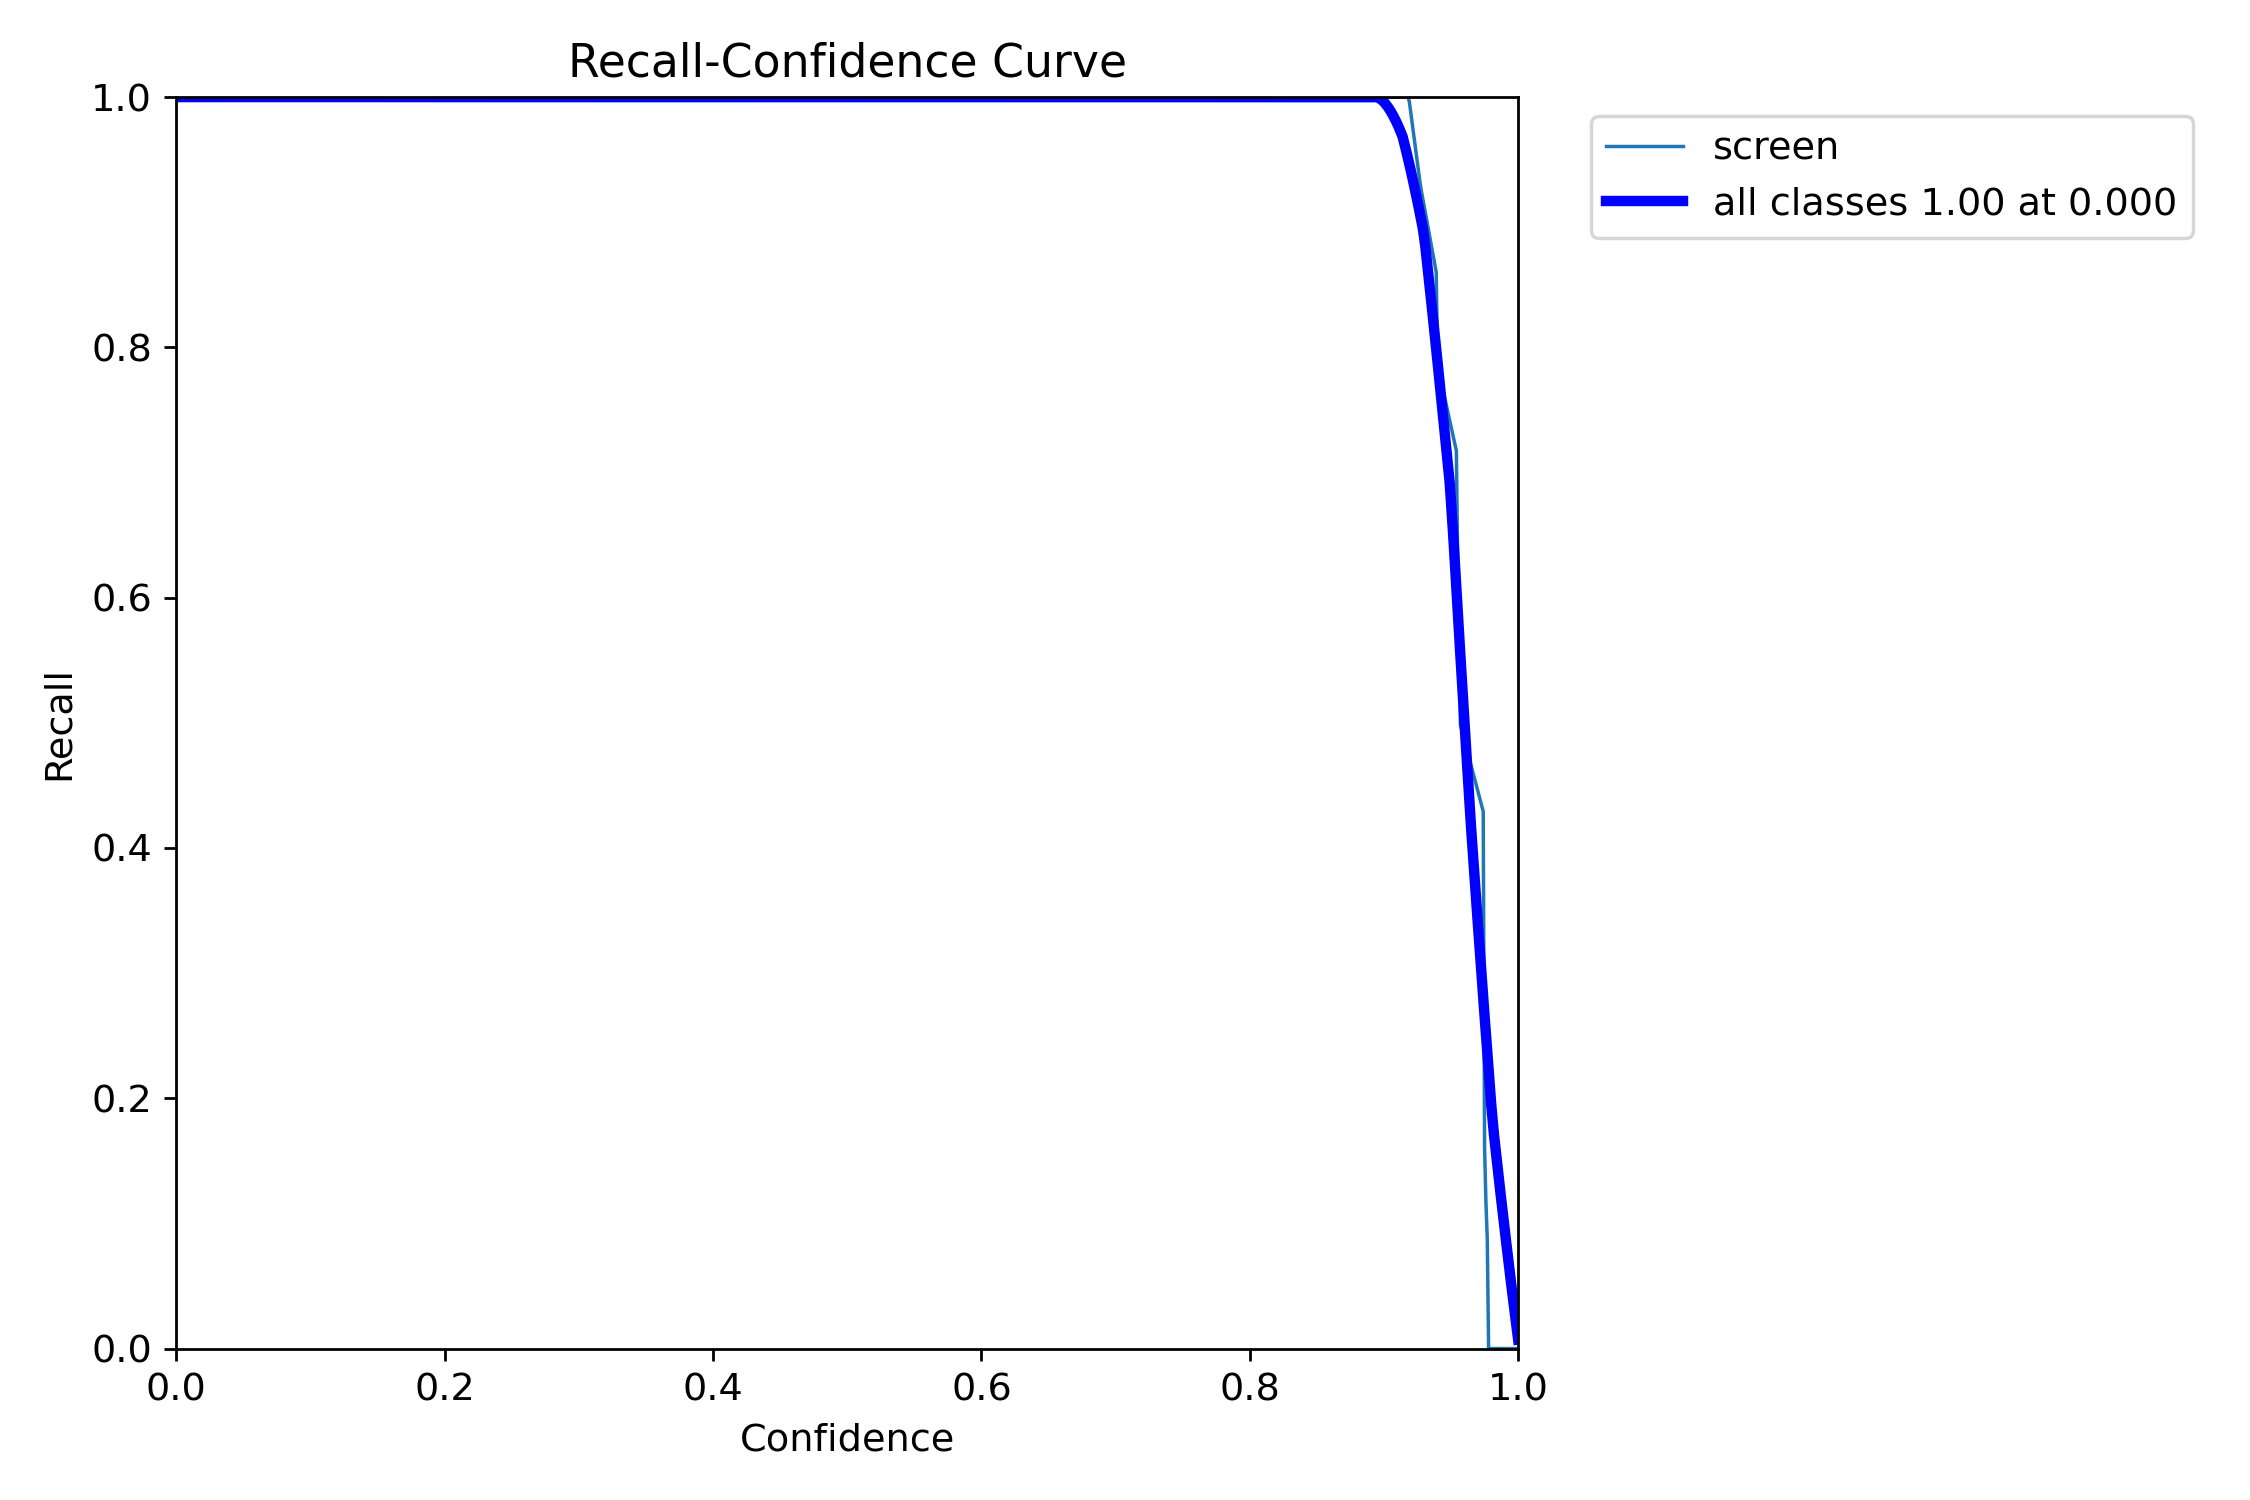 Recall-Confidence Curve
1.0
0.8
0.6
0.4
0.2
0.0
Recall
0.0 0.2 0.4 0.6 0.8 1.0
Confidence
screen
all classes 1.00 at 0.000